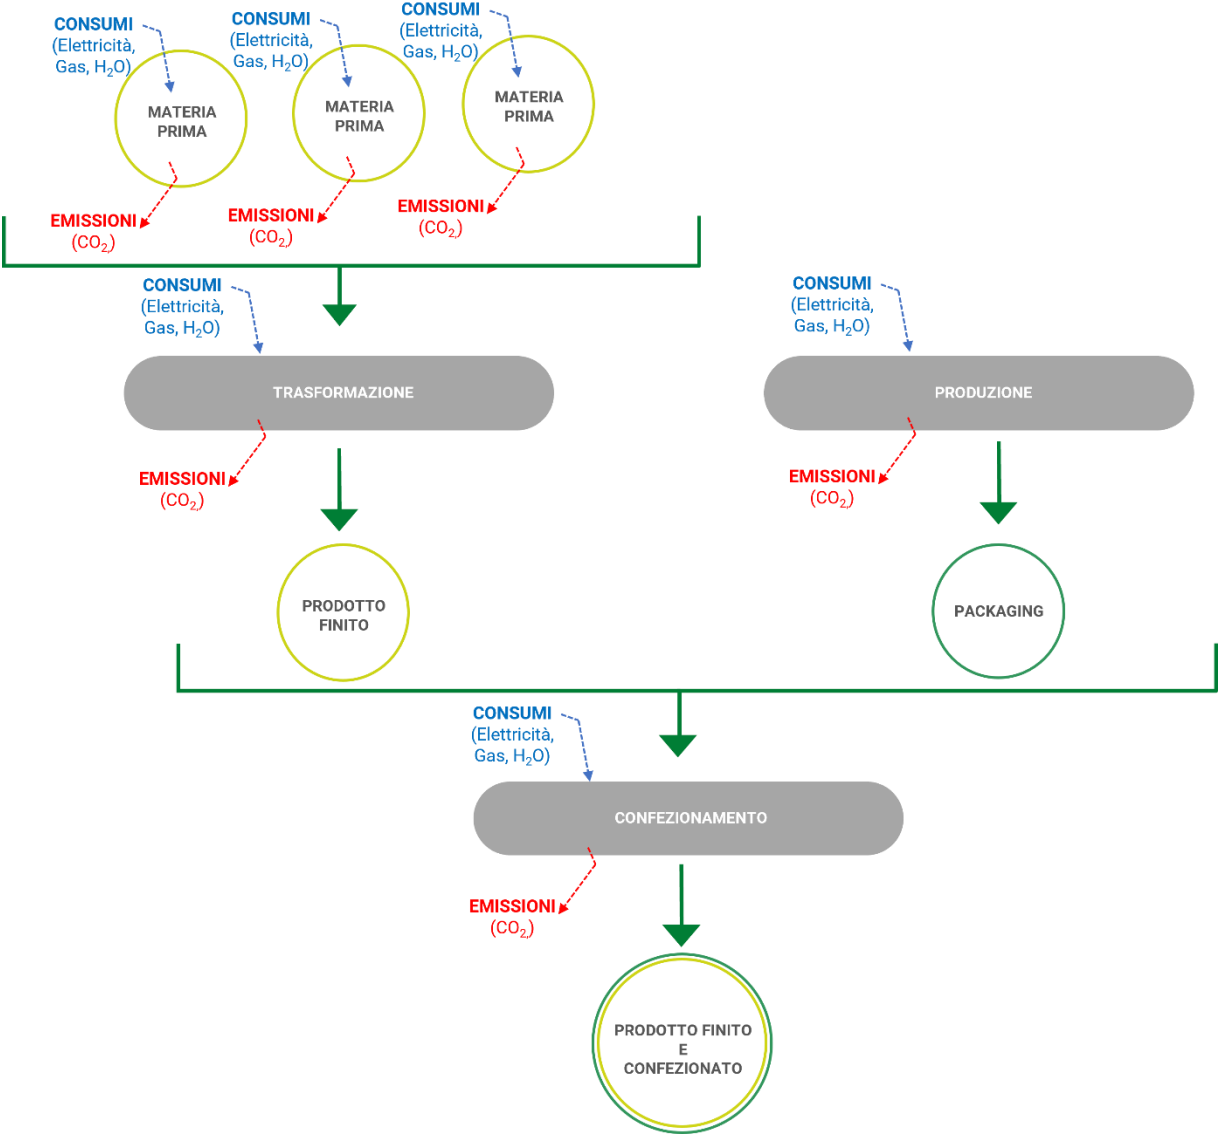 CONSUMI
(Elettricità,
Gas, H₂O)
MATERIA
PRIMA
EMISSIONI
(CO₂,)
CONSUMI
(Elettricità,
Gas, H₂O)
MATERIA
PRIMA
EMISSIONI
(CO₂,)
CONSUMI
(Elettricità,
Gas, H₂O)
MATERIA
PRIMA
EMISSIONI
(CO₂,)
CONSUMI
(Elettricità,
Gas, H₂O)
TRASFORMAZIONE
EMISSIONI
(CO₂,)
PRODOTTO
FINITO
CONSUMI
(Elettricità,
Gas, H₂O)
PRODUZIONE
EMISSIONI
(CO₂,)
PACKAGING
CONSUMI
(Elettricità,
Gas, H₂O)
CONFEZIONAMENTO
EMISSIONI
(CO₂,)
PRODOTTO FINITO
E
CONFEZIONATO